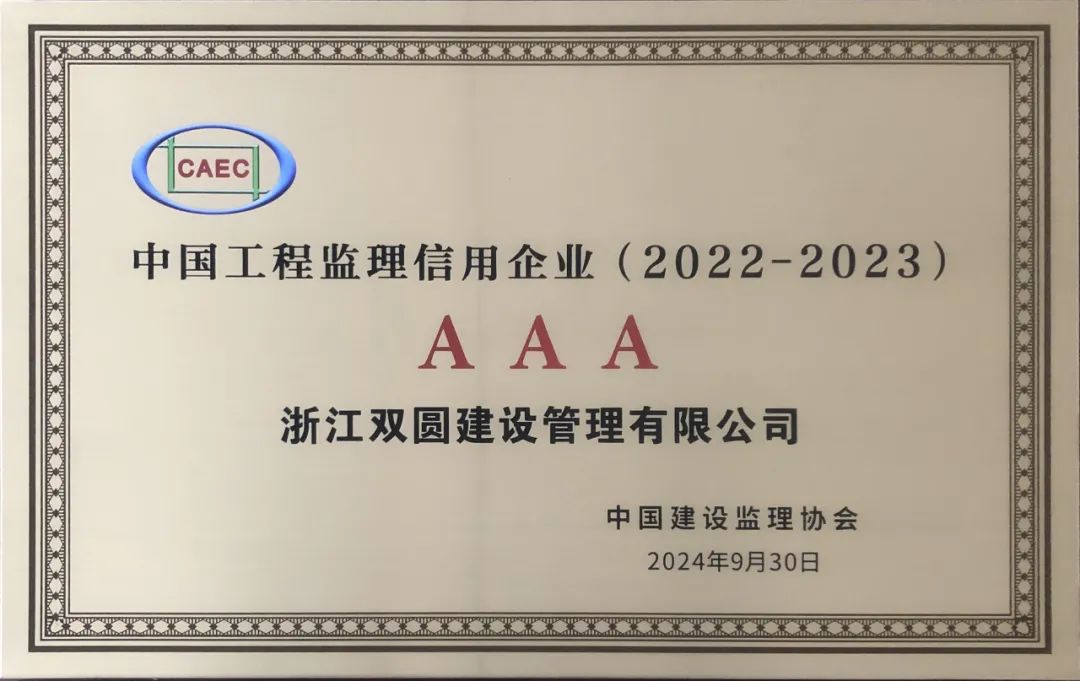 CAEC
中国工程监理信用企业（2022-2023）
AAA
浙江双圆建设管理有限公司
中国建设监理协会
2024年9月30日